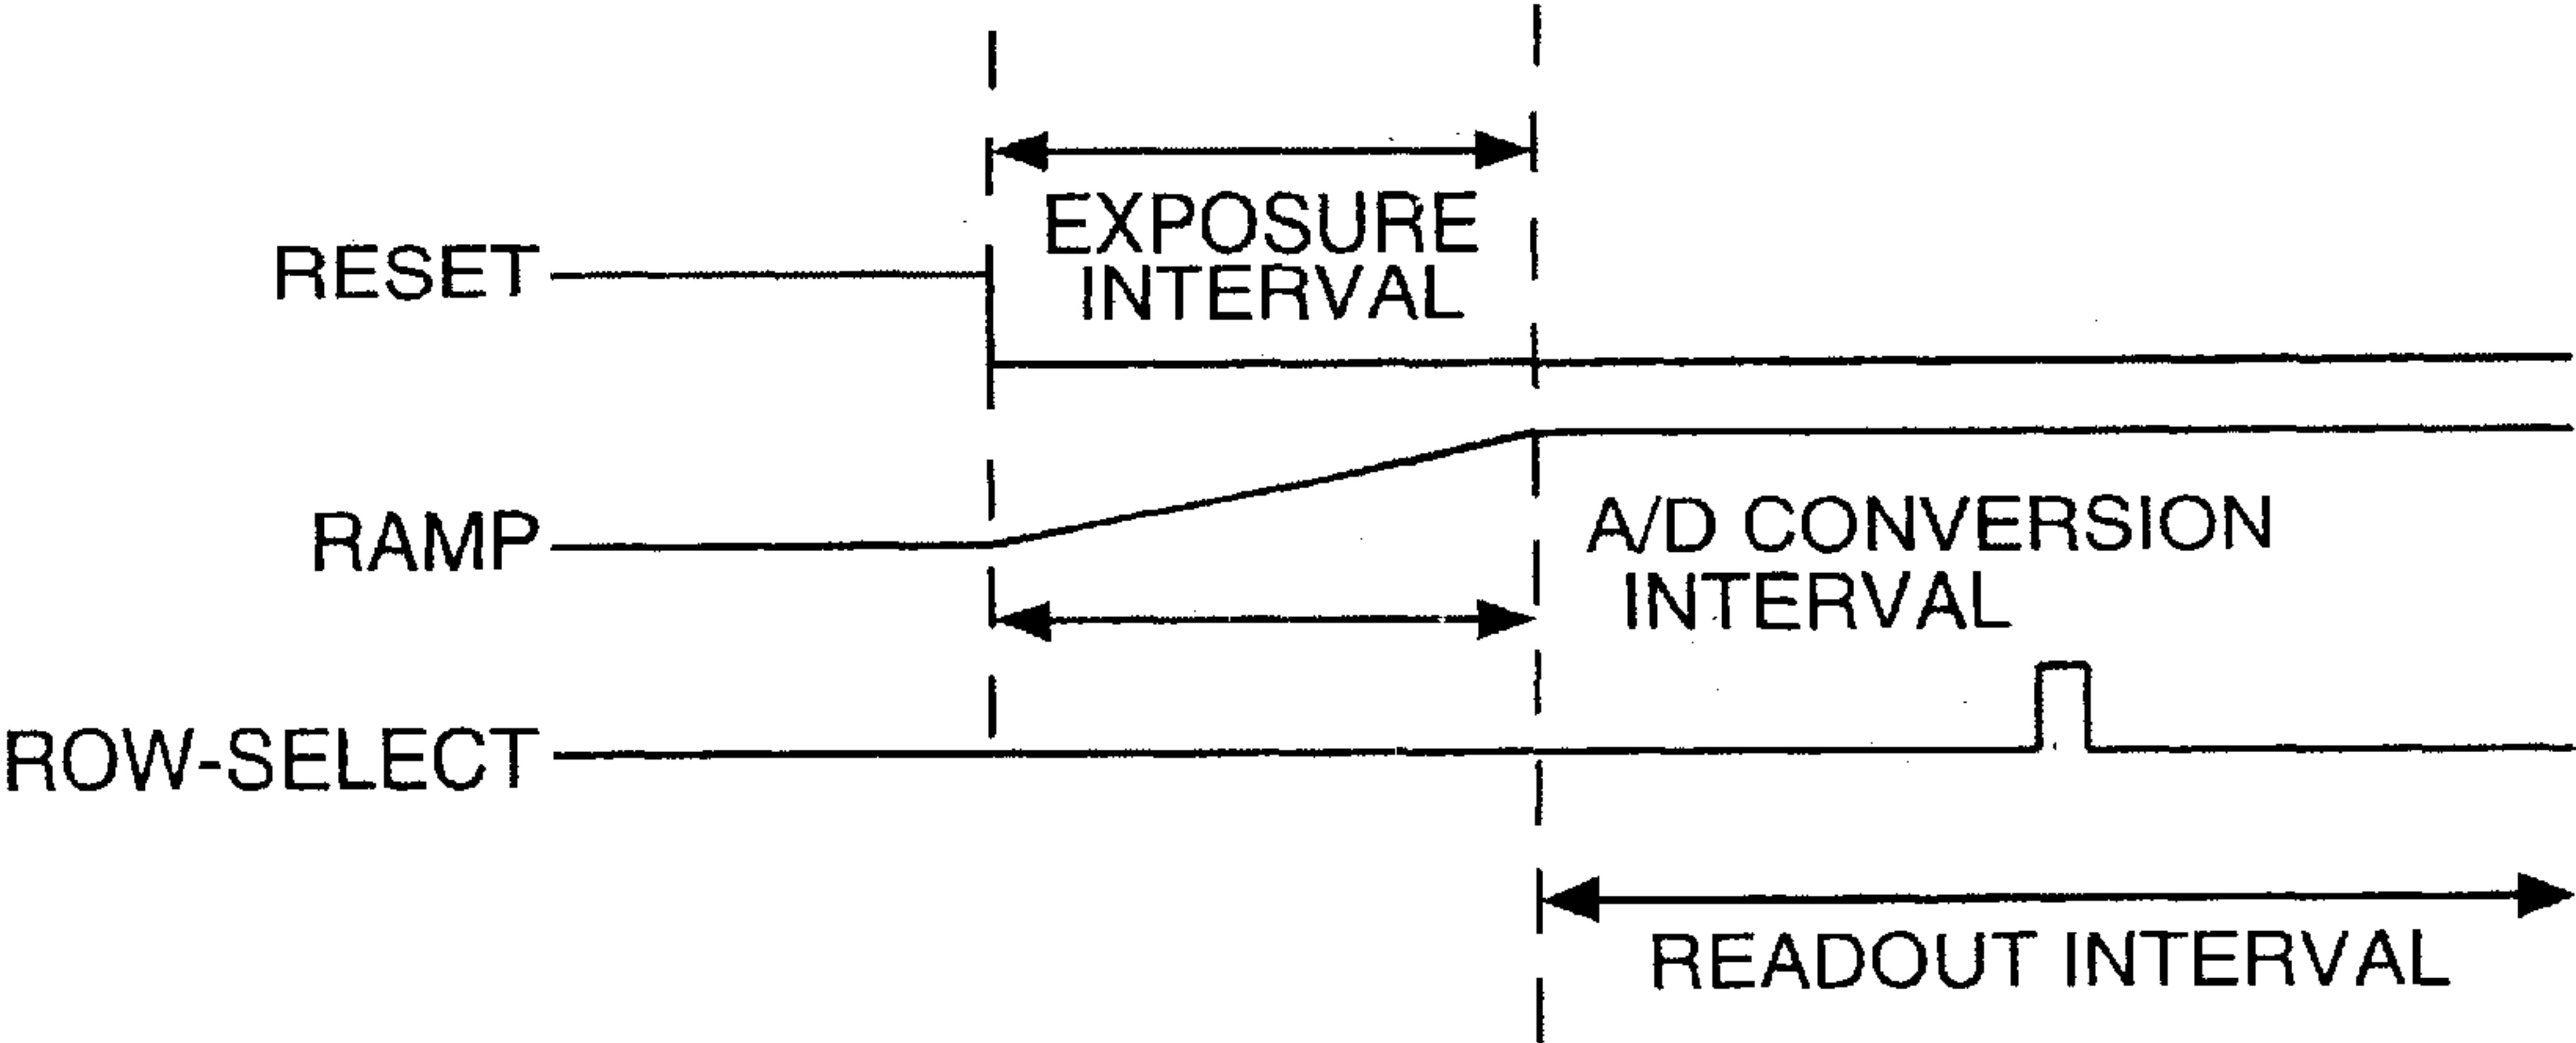 EXPOSURE
INTERVAL
RESET
RAMP
A/D CONVERSION
INTERVAL
ROW-SELECT
READOUT INTERVAL